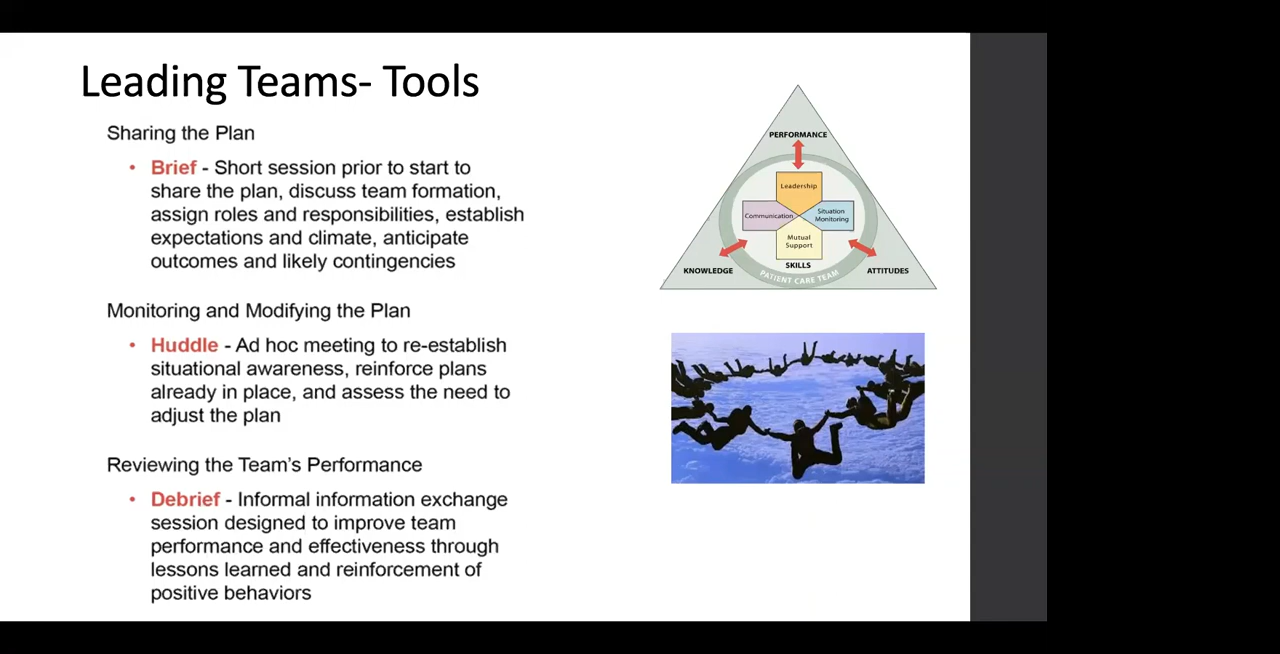 Leading Teams- Tools
Sharing the Plan
• Brief - Short session prior to start to
share the plan, discuss team formation,
assign roles and responsibilities, establish
expectations and climate, anticipate
outcomes and likely contingencies
Monitoring and Modifying the Plan
• Huddle - Ad hoc meeting to re-establish
situational awareness, reinforce plans
already in place, and assess the need to
adjust the plan
Reviewing the Team's Performance
• Debrief - Informal information exchange
session designed to improve team
performance and effectiveness through
lessons learned and reinforcement of
positive behaviors
PERFORMANCE
Leadership
Communication
Situation
Monitoring
Mutual
Support
SKILLS
KNOWLEDGE
ATTITUDES
PATIENT CARE TEAM